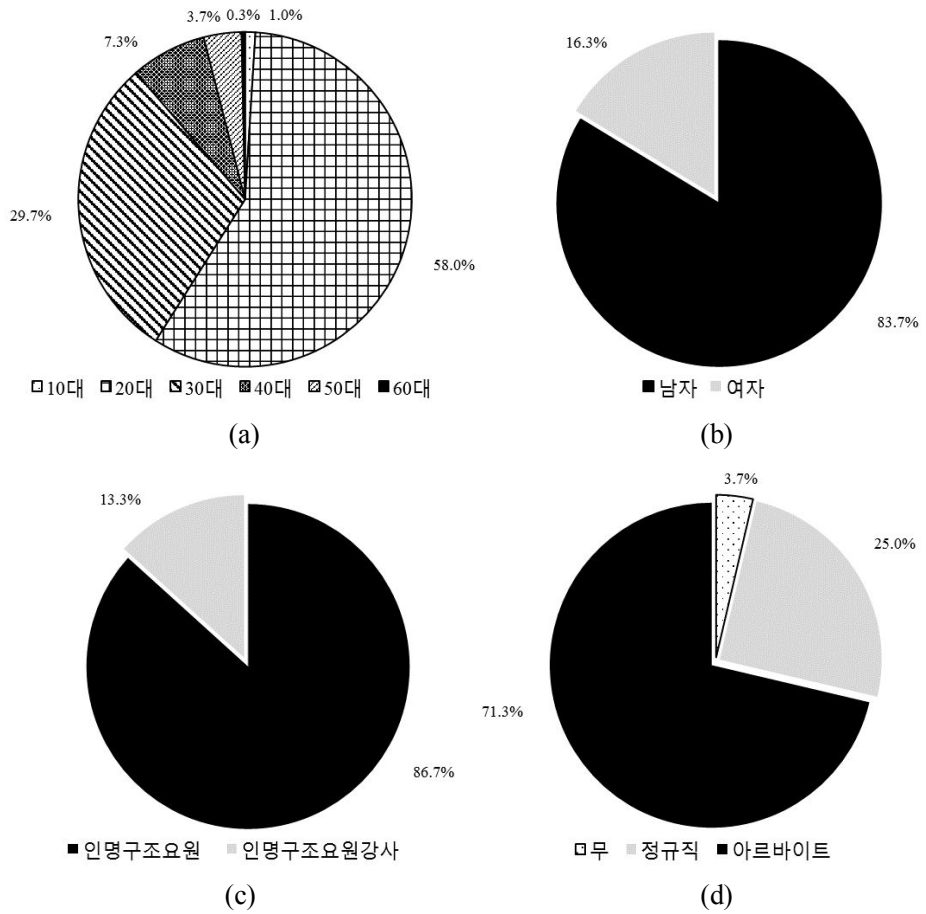 3.7% 0.3% 1.0%
7.3%
29.7%
58.0%
10대 20대 30대 40대 50대 60대
(a)
16.3%
83.7%
남자 여자
(b)
13.3%
86.7%
인명구조요원 인명구조요원강사
(c)
3.7%
25.0%
71.3%
무 정규직 아르바이트
(d)